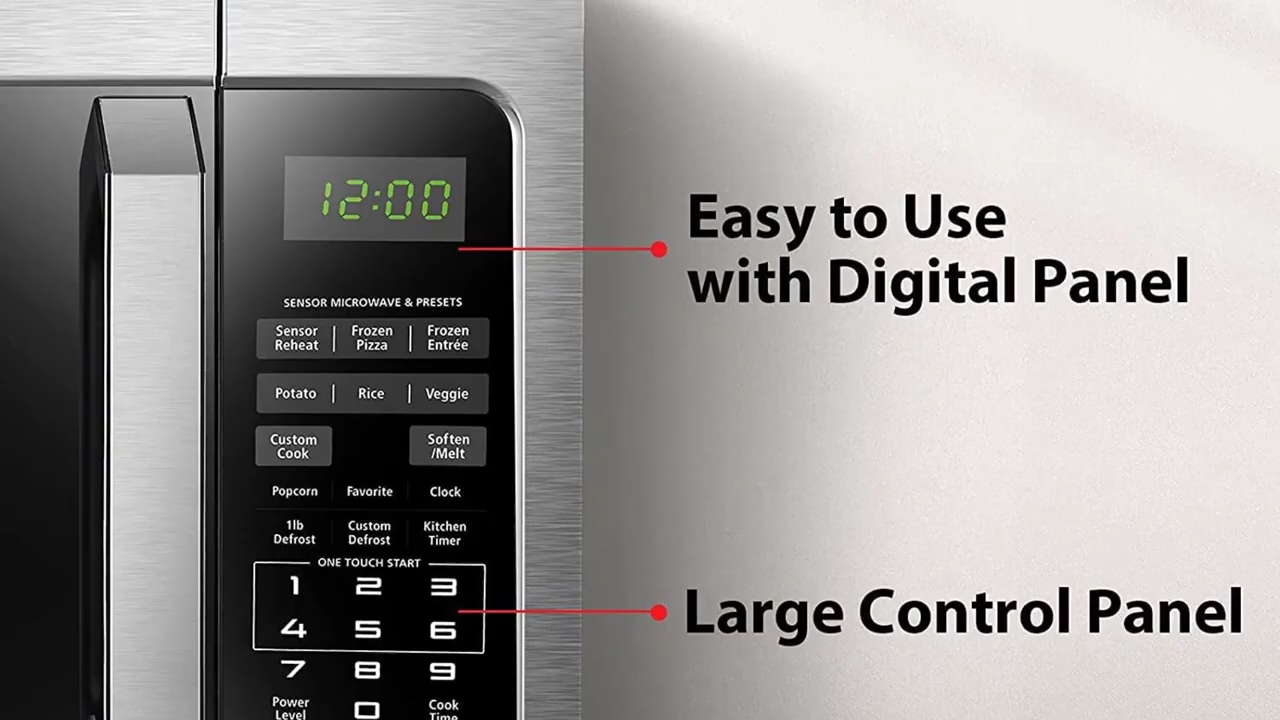 12:00
Easy to Use
with Digital Panel
SENSOR MICROWAVE & PRESETS
Sensor Reheat | Frozen Pizza | Frozen Entrée
Potato | Rice | Veggie
Custom Cook Soften /Melt
Popcorn Favorite Clock
1lb Defrost Custom Defrost Kitchen Timer
ONE TOUCH START
1 2 3
4 5 6
Large Control Panel
7 8 9
Power Level 0 Cook Time